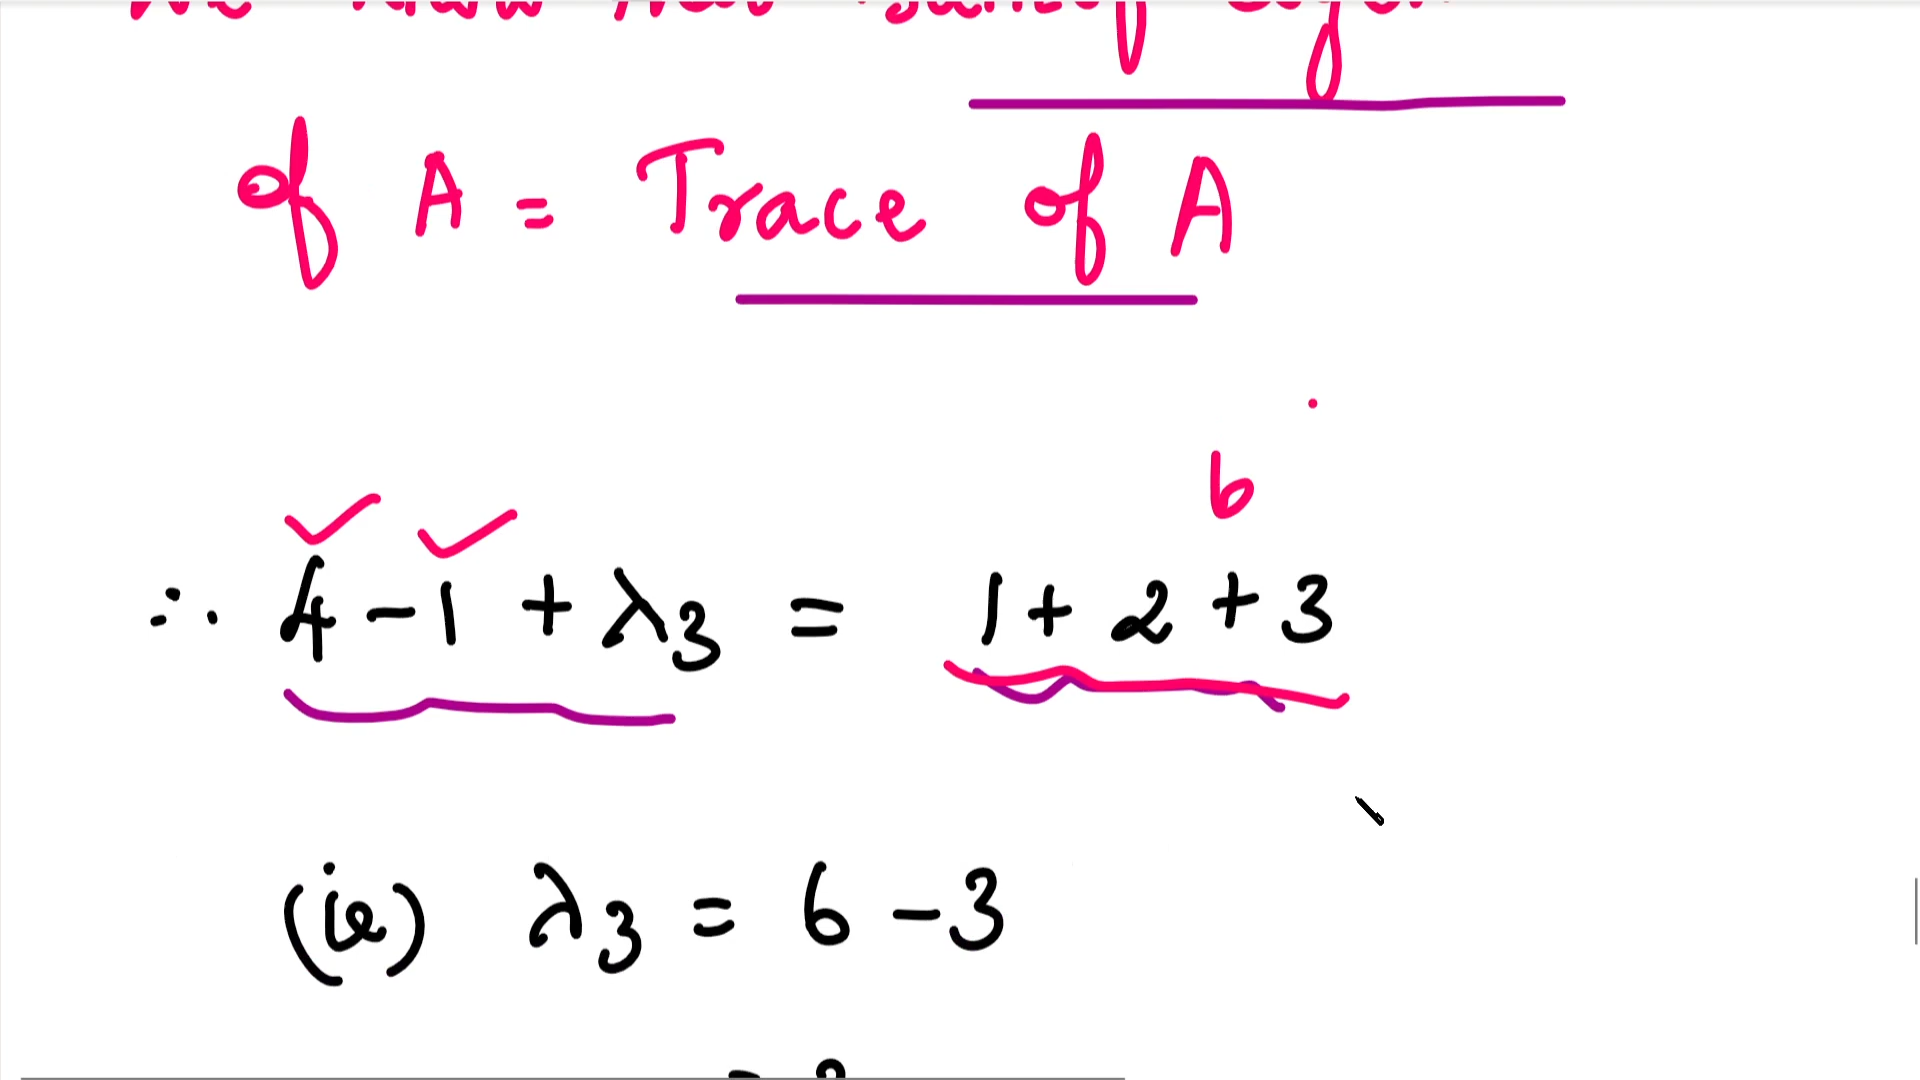 of A = Trace of A
6
∴ 4 - 1 + λ3 = 1 + 2 + 3
(ie) λ3 = 6 - 3